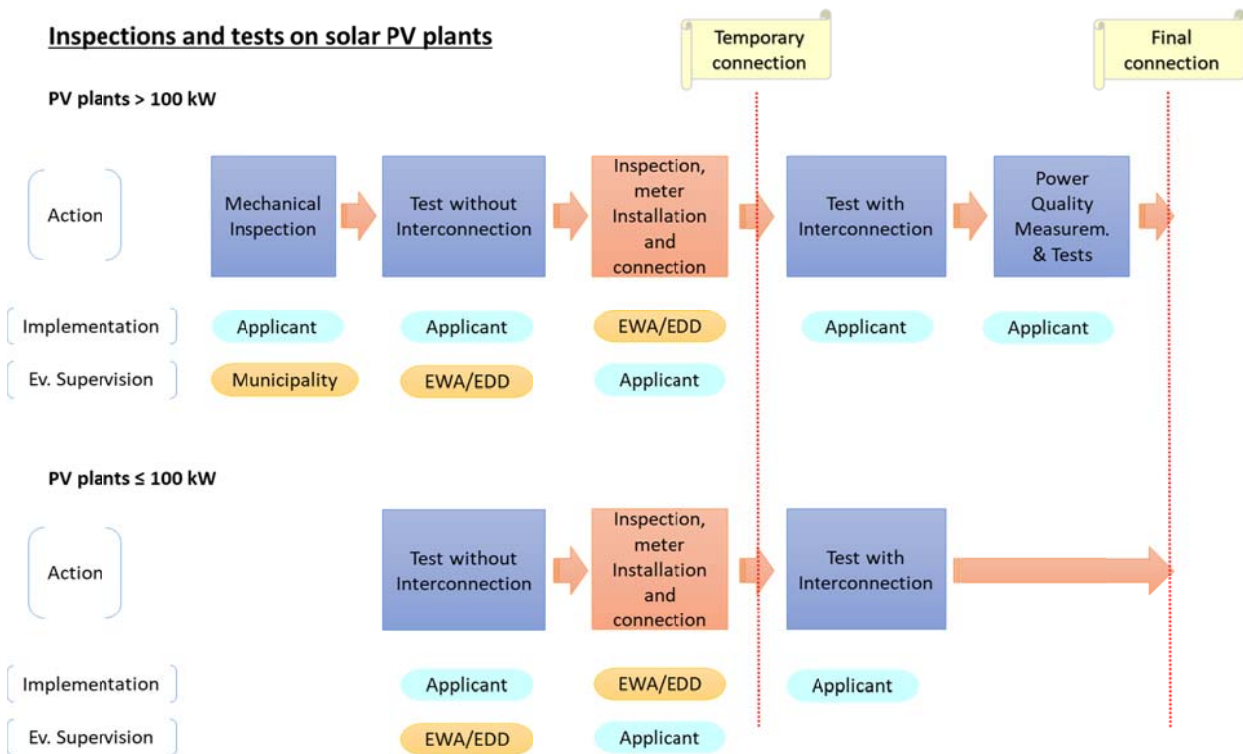 Inspections and tests on solar PV plants
Temporary
connection
Final
connection
PV plants > 100 kW
Action
Mechanical
Inspection
Test without
Interconnection
Inspection,
meter
Installation
and
connection
Test with
Interconnection
Power
Quality
Measurem.
& Tests
Implementation
Applicant
Applicant
EWA/EDD
Applicant
Applicant
Ev. Supervision
Municipality
EWA/EDD
Applicant
PV plants ≤ 100 kW
Action
Test without
Interconnection
Inspection,
meter
Installation
and
connection
Test with
Interconnection
Implementation
Applicant
EWA/EDD
Applicant
Ev. Supervision
EWA/EDD
Applicant